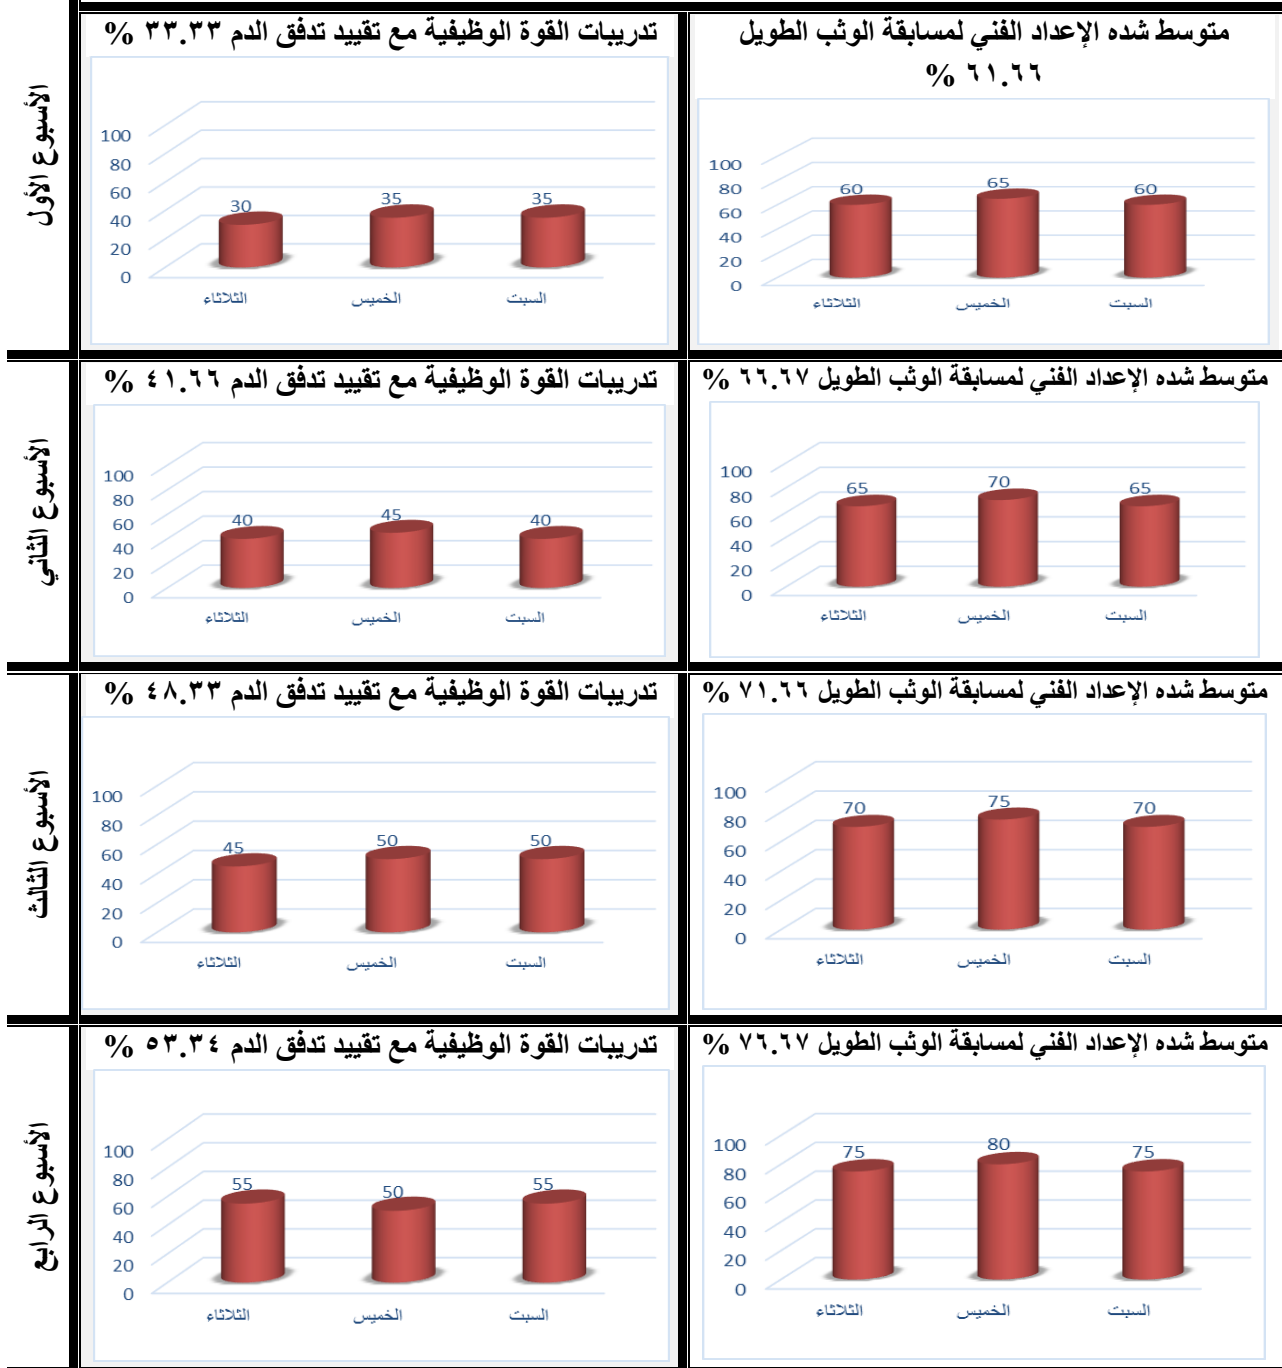 الأسبوع الأول
متوسط شده الإعداد الفني لمسابقة الوثب الطويل
٦١.٦٦ %
100
80
60
40
20
0
60
65
60
الثلاثاء
الخميس
السبت
تدريبات القوة الوظيفية مع تقييد تدفق الدم ٣٣.٣٣ %
100
80
60
40
20
0
30
35
35
الثلاثاء
الخميس
السبت
الأسبوع الثاني
متوسط شده الإعداد الفني لمسابقة الوثب الطويل ٦٦.٦٧ %
100
80
60
40
20
0
65
70
65
الثلاثاء
الخميس
السبت
تدريبات القوة الوظيفية مع تقييد تدفق الدم ٤١.٦٦ %
100
80
60
40
20
0
40
45
40
الثلاثاء
الخميس
السبت
الأسبوع الثالث
متوسط شده الإعداد الفني لمسابقة الوثب الطويل ٧١.٦٦ %
100
80
60
40
20
0
70
75
70
الثلاثاء
الخميس
السبت
تدريبات القوة الوظيفية مع تقييد تدفق الدم ٤٨.٣٣ %
100
80
60
40
20
0
45
50
50
الثلاثاء
الخميس
السبت
الأسبوع الرابع
متوسط شده الإعداد الفني لمسابقة الوثب الطويل ٧٦.٦٧ %
100
80
60
40
20
0
75
80
75
الثلاثاء
الخميس
السبت
تدريبات القوة الوظيفية مع تقييد تدفق الدم ٥٣.٣٤ %
100
80
60
40
20
0
55
50
55
الثلاثاء
الخميس
السبت